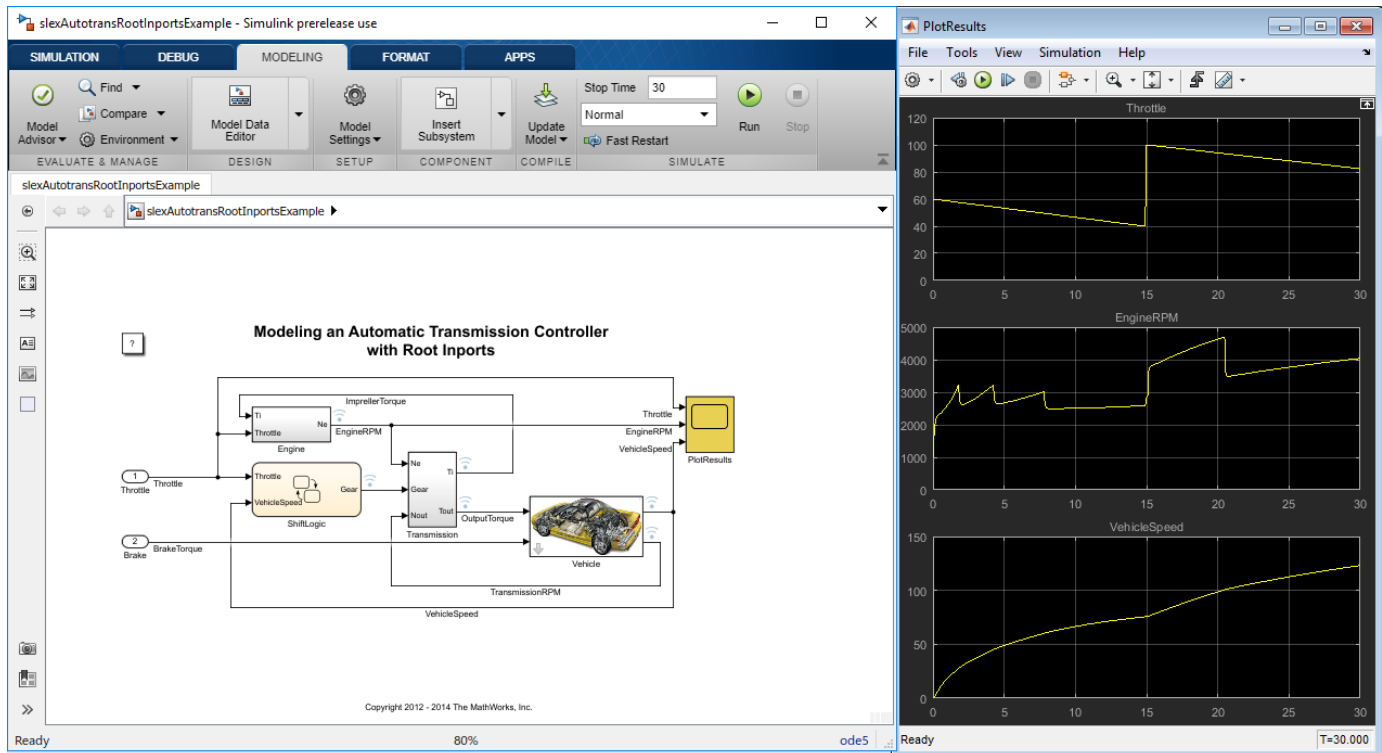 slexAutotransRootInportsExample - Simulink prerelease use
SIMULATION DEBUG MODELING FORMAT APPS
Model Advisor
Find
Compare
Environment
EVALUATE & MANAGE
Model Data Editor
DESIGN
Model Settings
SETUP
Insert Subsystem
COMPONENT
Update Model
COMPILE
Stop Time 30
Normal
Fast Restart
Run
Stop
SIMULATE
slexAutotransRootInportsExample
slexAutotransRootInportsExample
?
Modeling an Automatic Transmission Controller
with Root Inports
ImprellerTorque
Ti
Throttle
Ne
EngineRPM
Engine
Throttle
EngineRPM
VehicleSpeed
PlotResults
1
Throttle
Throttle
Throttle
VehicleSpeed
Gear
ShiftLogic
Ne
Gear
Nout
Ti
Tout
Transmission
OutputTorque
2
Brake
BrakeTorque
Vehicle
TransmissionRPM
VehicleSpeed
Copyright 2012 - 2014 The MathWorks, Inc.
Ready 80% ode5
PlotResults
File Tools View Simulation Help
Throttle
120
100
80
60
40
20
0
0 5 10 15 20 25 30
EngineRPM
5000
4000
3000
2000
1000
0
0 5 10 15 20 25 30
VehicleSpeed
150
100
50
0
0 5 10 15 20 25 30
Ready T=30.000